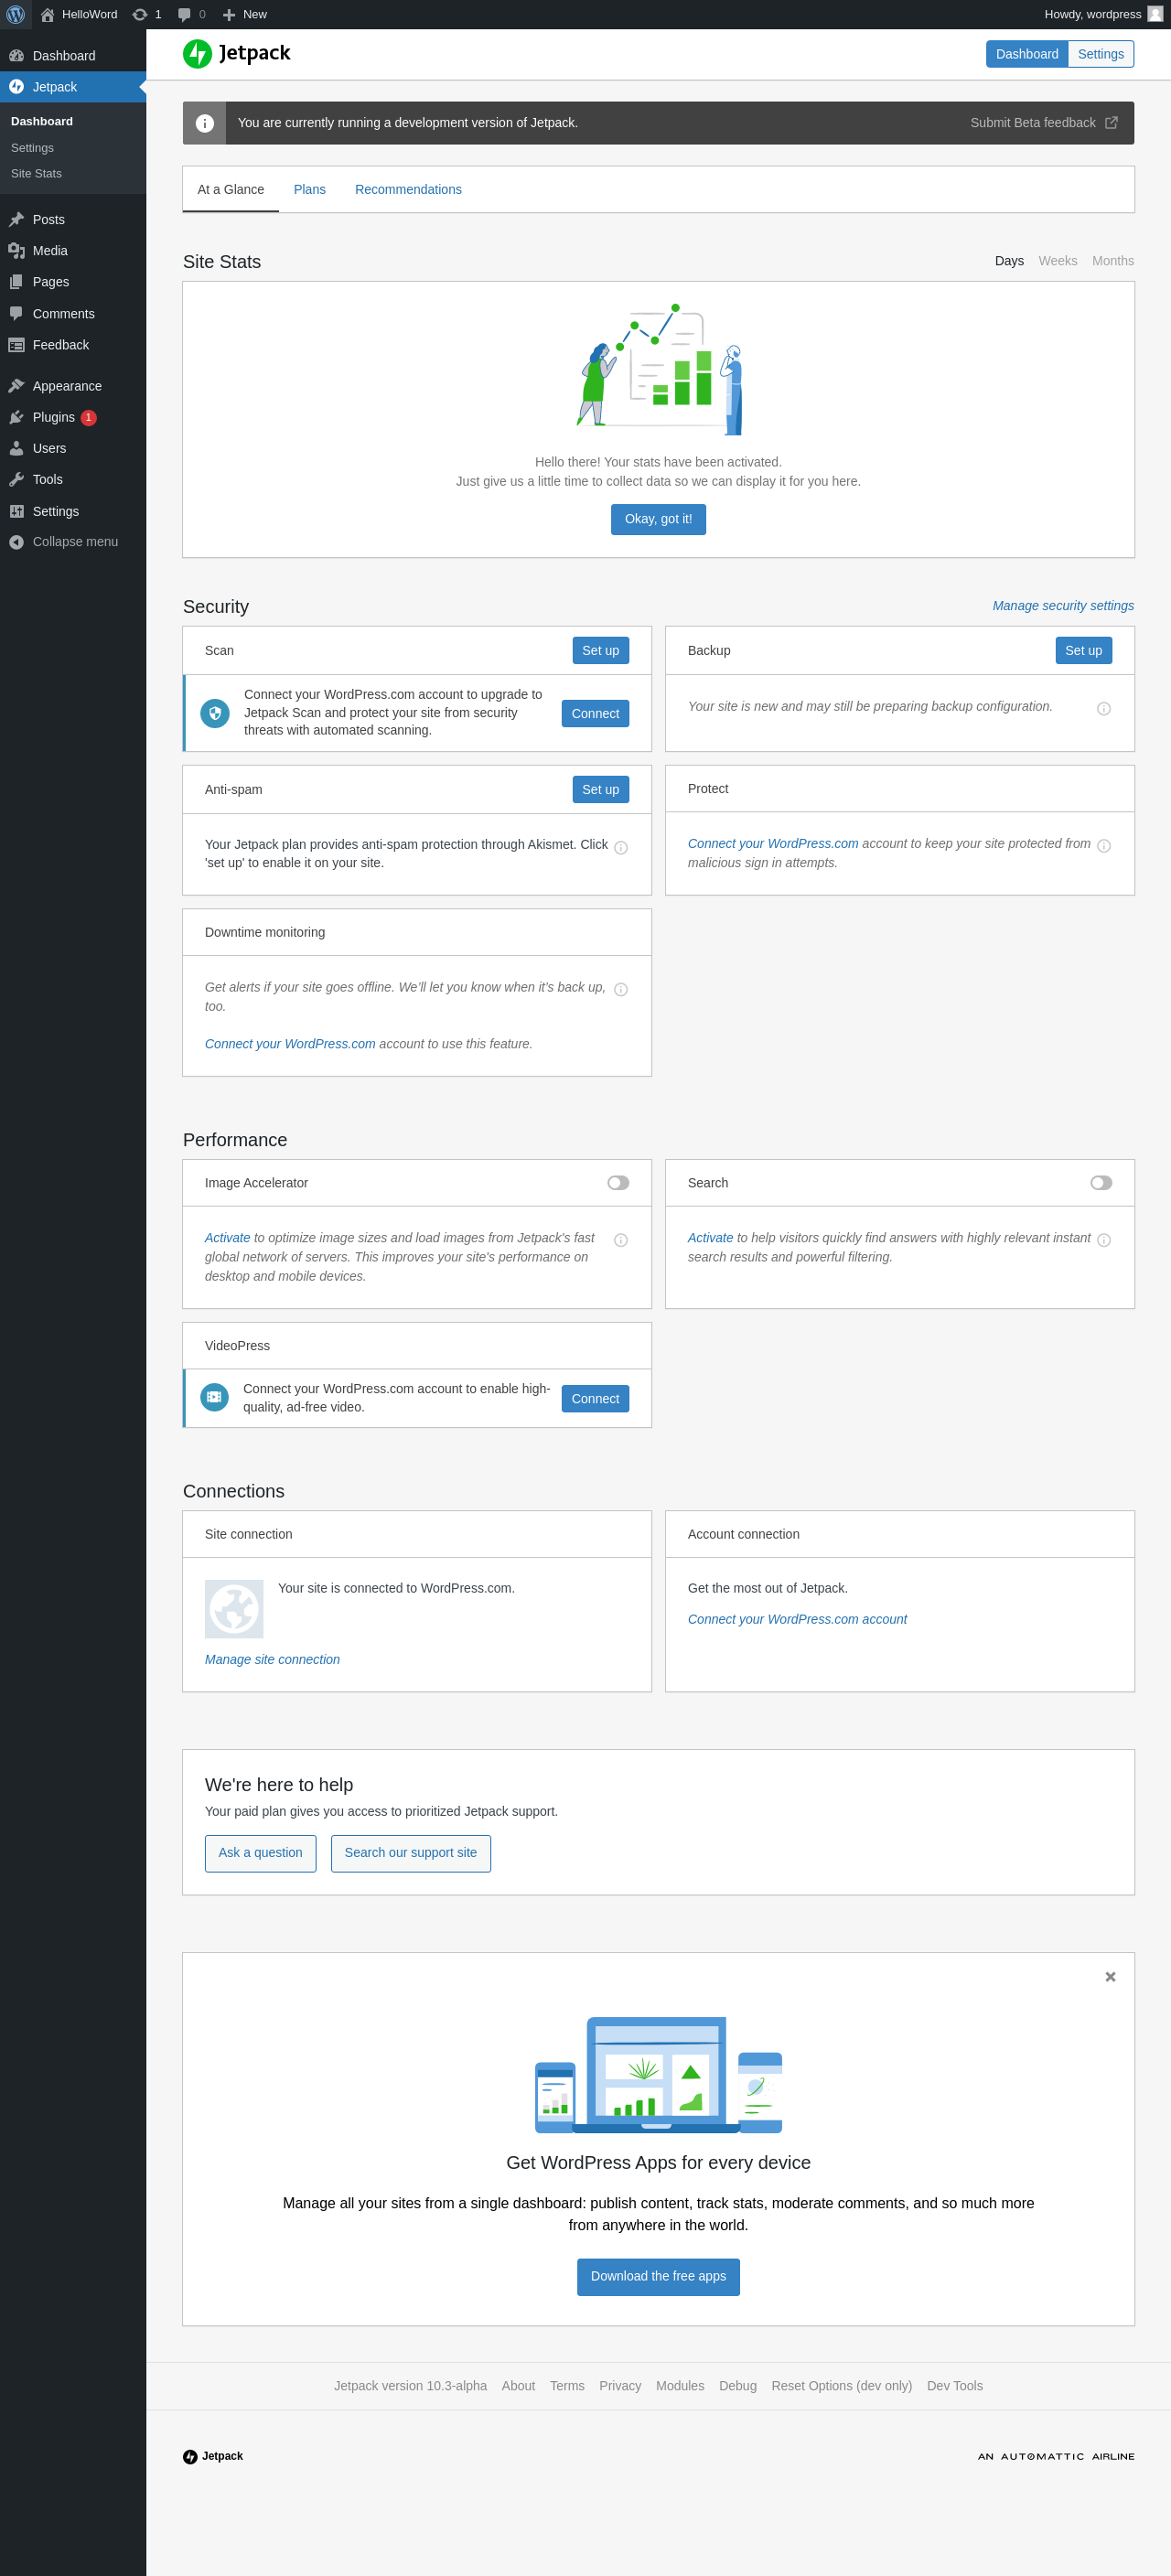 HelloWord 1 0 New Howdy, wordpress
Dashboard
Jetpack
Dashboard
Settings
Site Stats
Posts
Media
Pages
Comments
Feedback
Appearance
Plugins 1
Users
Tools
Settings
Collapse menu
Jetpack
Dashboard Settings
You are currently running a development version of Jetpack.
Submit Beta feedback
At a Glance Plans Recommendations
Site Stats
Days Weeks Months
Hello there! Your stats have been activated.
Just give us a little time to collect data so we can display it for you here.
Okay, got it!
Security
Manage security settings
Scan
Set up
Connect your WordPress.com account to upgrade to
Jetpack Scan and protect your site from security
threats with automated scanning.
Connect
Backup
Set up
Your site is new and may still be preparing backup configuration.
Anti-spam
Set up
Your Jetpack plan provides anti-spam protection through Akismet. Click
'set up' to enable it on your site.
Protect
Connect your WordPress.com account to keep your site protected from
malicious sign in attempts.
Downtime monitoring
Get alerts if your site goes offline. We'll let you know when it's back up,
too.
Connect your WordPress.com account to use this feature.
Performance
Image Accelerator
Activate to optimize image sizes and load images from Jetpack's fast
global network of servers. This improves your site's performance on
desktop and mobile devices.
Search
Activate to help visitors quickly find answers with highly relevant instant
search results and powerful filtering.
VideoPress
Connect your WordPress.com account to enable high-
quality, ad-free video.
Connect
Connections
Site connection
Your site is connected to WordPress.com.
Manage site connection
Account connection
Get the most out of Jetpack.
Connect your WordPress.com account
We're here to help
Your paid plan gives you access to prioritized Jetpack support.
Ask a question Search our support site
Get WordPress Apps for every device
Manage all your sites from a single dashboard: publish content, track stats, moderate comments, and so much more
from anywhere in the world.
Download the free apps
Jetpack version 10.3-alpha About Terms Privacy Modules Debug Reset Options (dev only) Dev Tools
Jetpack
AN AUTOMATTIC AIRLINE